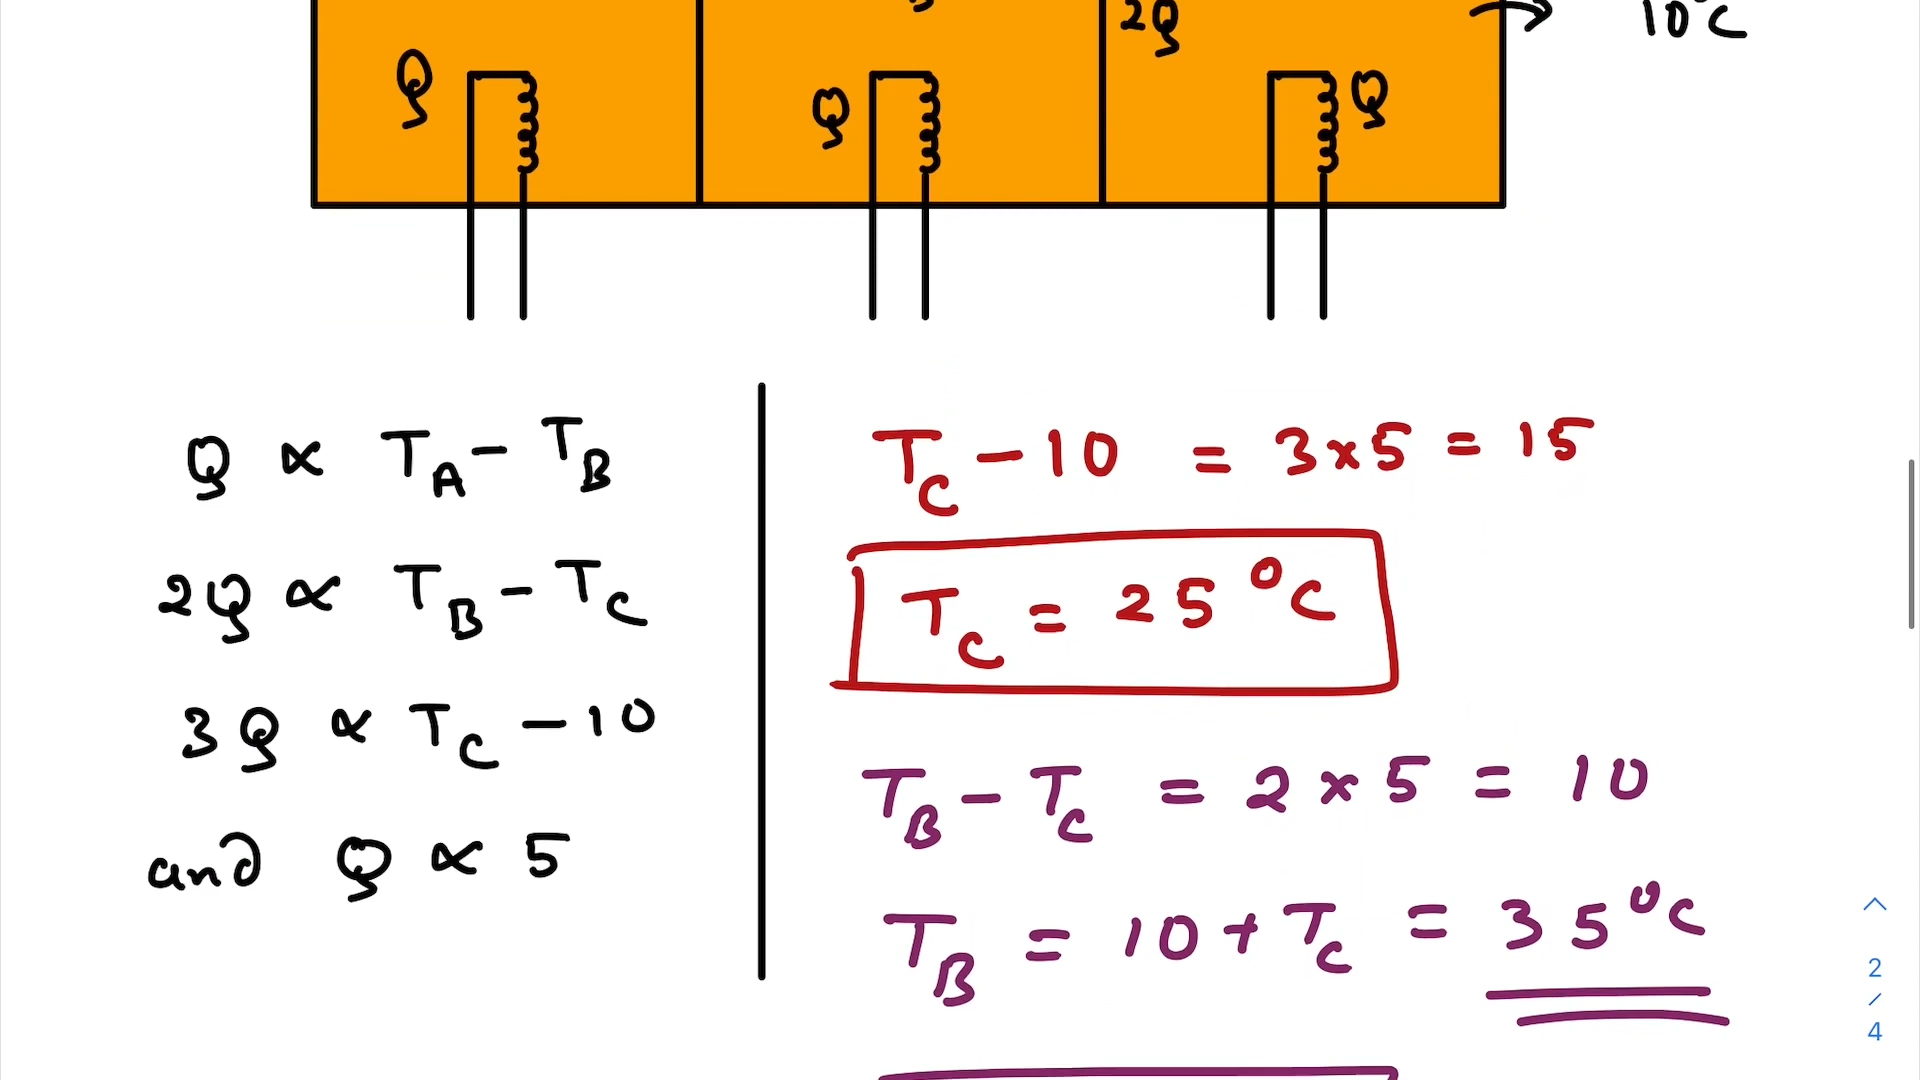 2Q
10°C
Q
Q
Q
Q ∝ T_A - T_B
2Q ∝ T_B - T_C
3Q ∝ T_C - 10
and Q ∝ 5
T_C - 10 = 3×5 = 15
T_C = 25°C
T_B - T_C = 2×5 = 10
T_B = 10 + T_C = 35°C
2
/
4